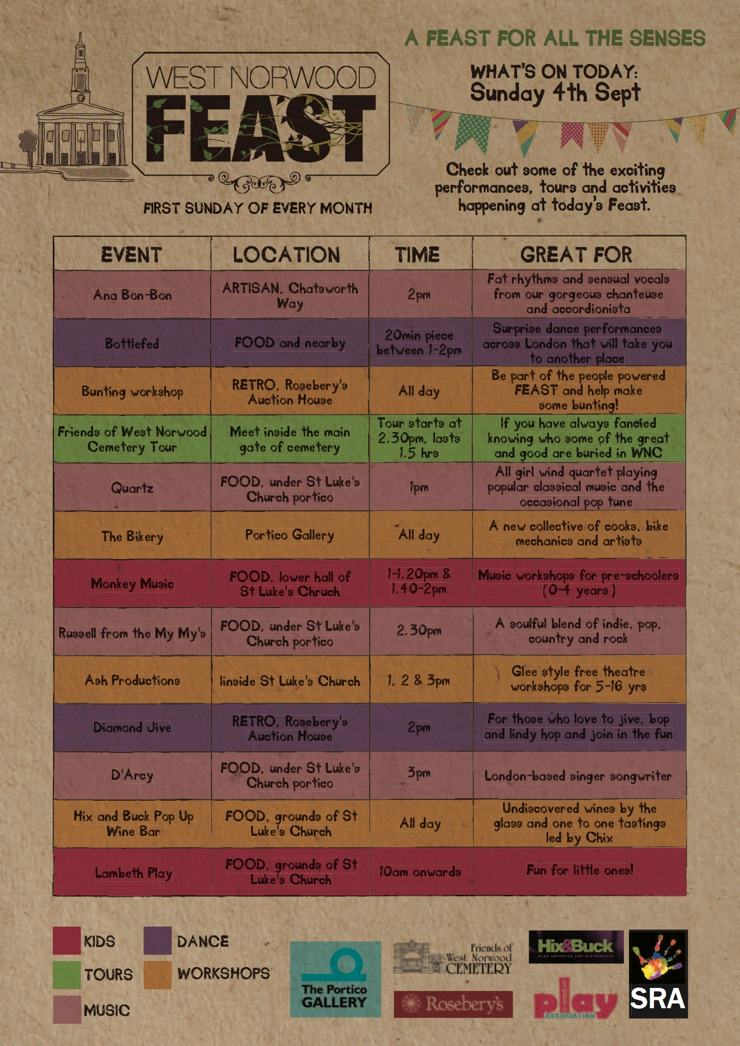 A FEAST FOR ALL THE SENSES
WEST NORWOOD
FEAST
FIRST SUNDAY OF EVERY MONTH
WHAT'S ON TODAY:
Sunday 4th Sept
Check out some of the exciting
performances, tours and activities
happening at today's Feast.
EVENT LOCATION TIME GREAT FOR
Ana Bon-Bon
ARTISAN, Chatsworth
Way
2pm
Fat rhythms and sensual vocals
from our gorgeous chanteuse
and accordionista
Bottlefed
FOOD and nearby
20min piece
between 1-2pm
Surprise dance performances
across London that will take you
to another place
Bunting workshop
RETRO, Rosebery's
Auction House
All day
Be part of the people powered
FEAST and help make
some bunting!
Friends of West Norwood
Cemetery Tour
Meet inside the main
gate of cemetery
Tour starts at
2.30pm, lasts
1.5 hrs
If you have always fancied
knowing who some of the great
and good are buried in WNC
Quartz
FOOD, under St Luke's
Church portico
1pm
All girl wind quartet playing
popular classical music and the
occasional pop tune
The Bikery
Portico Gallery
All day
A new collective of cooks, bike
mechanics and artists
Monkey Music
FOOD, lower hall of
St Luke's Chruch
1-1.20pm &
1.40-2pm
Music workshops for pre-schoolers
(0-4 years)
Russell from the My My's
FOOD, under St Luke's
Church portico
2.30pm
A soulful blend of indie, pop,
country and rock
Ash Productions
Iinside St Luke's Church
1, 2 & 3pm
Glee style free theatre
workshops for 5-16 yrs
Diamond Jive
RETRO, Rosebery's
Auction House
2pm
For those who love to jive, bop
and lindy hop and join in the fun
D'Arcy
FOOD, under St Luke's
Church portico
3pm
London-based singer songwriter
Hix and Buck Pop Up
Wine Bar
FOOD, grounds of St
Luke's Church
All day
Undiscovered wines by the
glass and one to one tastings
led by Chix
Lambeth Play
FOOD, grounds of St
Luke's Church
10am onwards
Fun for little ones!
KIDS
DANCE
TOURS
WORKSHOPS
MUSIC
The Portico
GALLERY
Friends of
West Norwood
CEMETERY
Rosebery's
Hix&Buck
WINE IMPORTER AND DISTRIBUTOR
play
ASSOCIATION
SRA